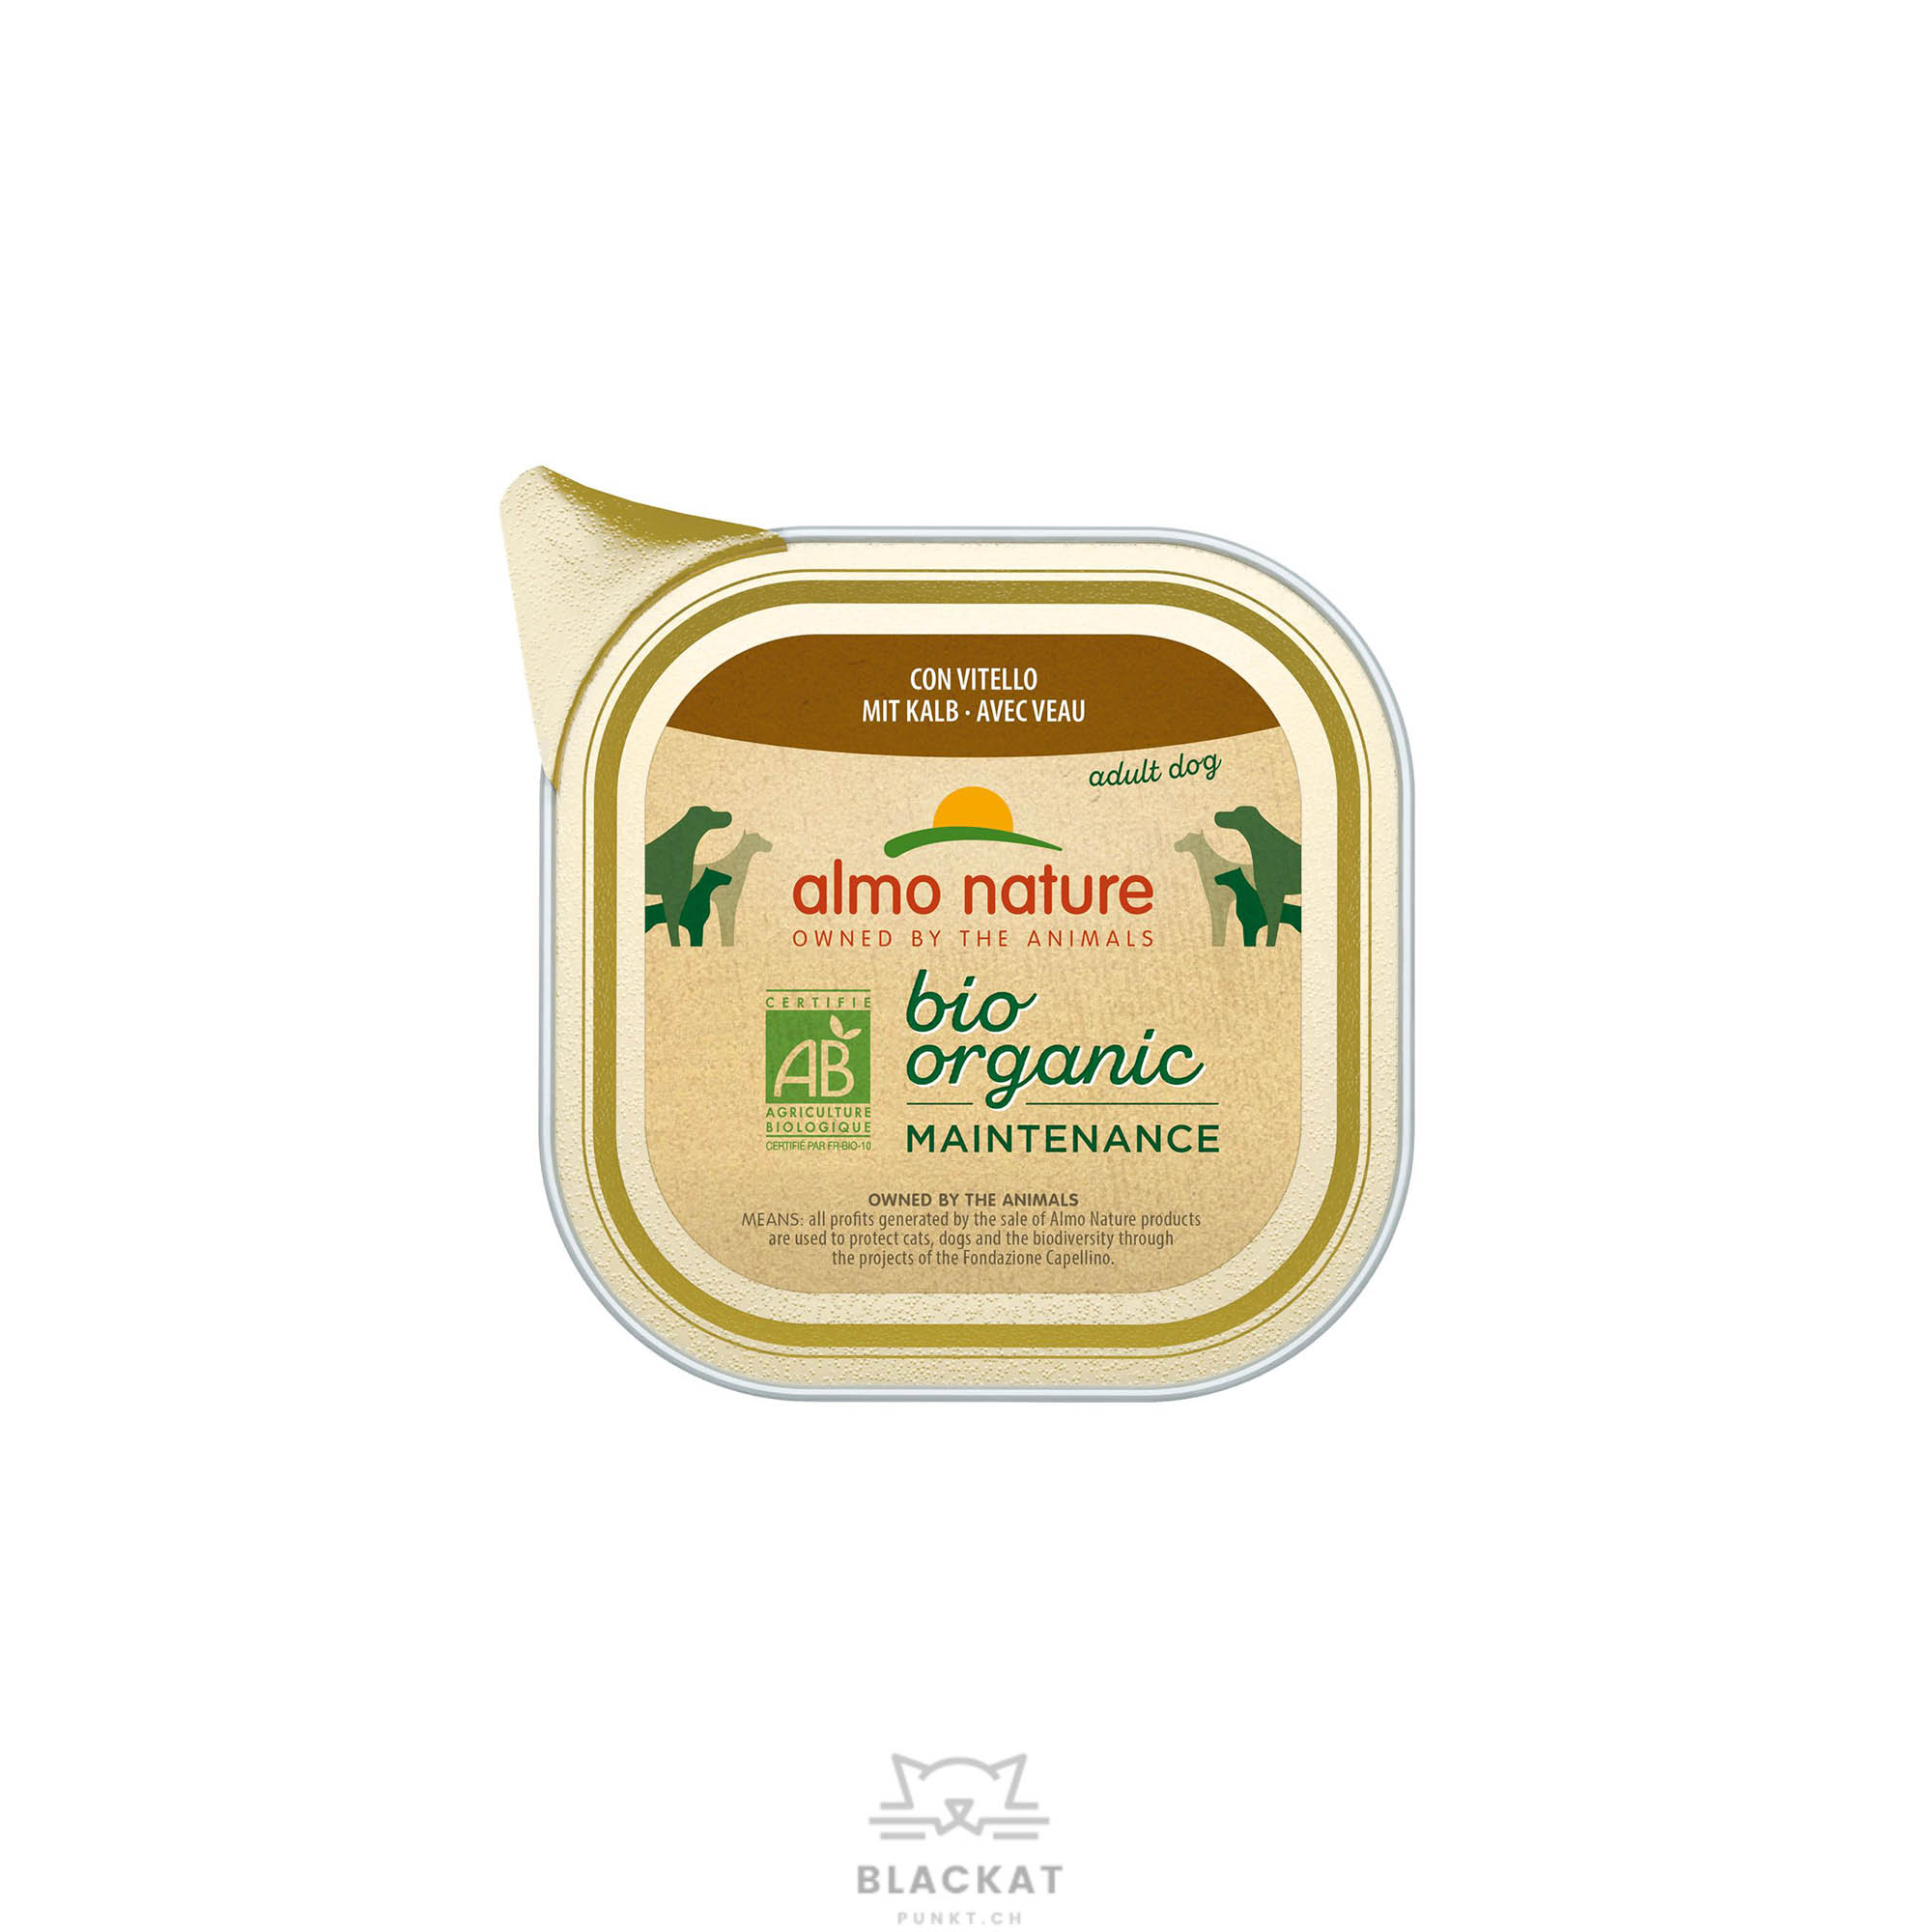 CON VITELLO
MIT KALB · AVEC VEAU
adult dog
almo nature
OWNED BY THE ANIMALS
CERTIFIÉ
AB
AGRICULTURE
BIOLOGIQUE
CERTIFIÉ PAR FR-BIO-10
bio
organic
MAINTENANCE
OWNED BY THE ANIMALS
MEANS: all profits generated by the sale of Almo Nature products
are used to protect cats, dogs and the biodiversity through
the projects of the Fondazione Capellino.
BLACKAT
PUNKT.CH